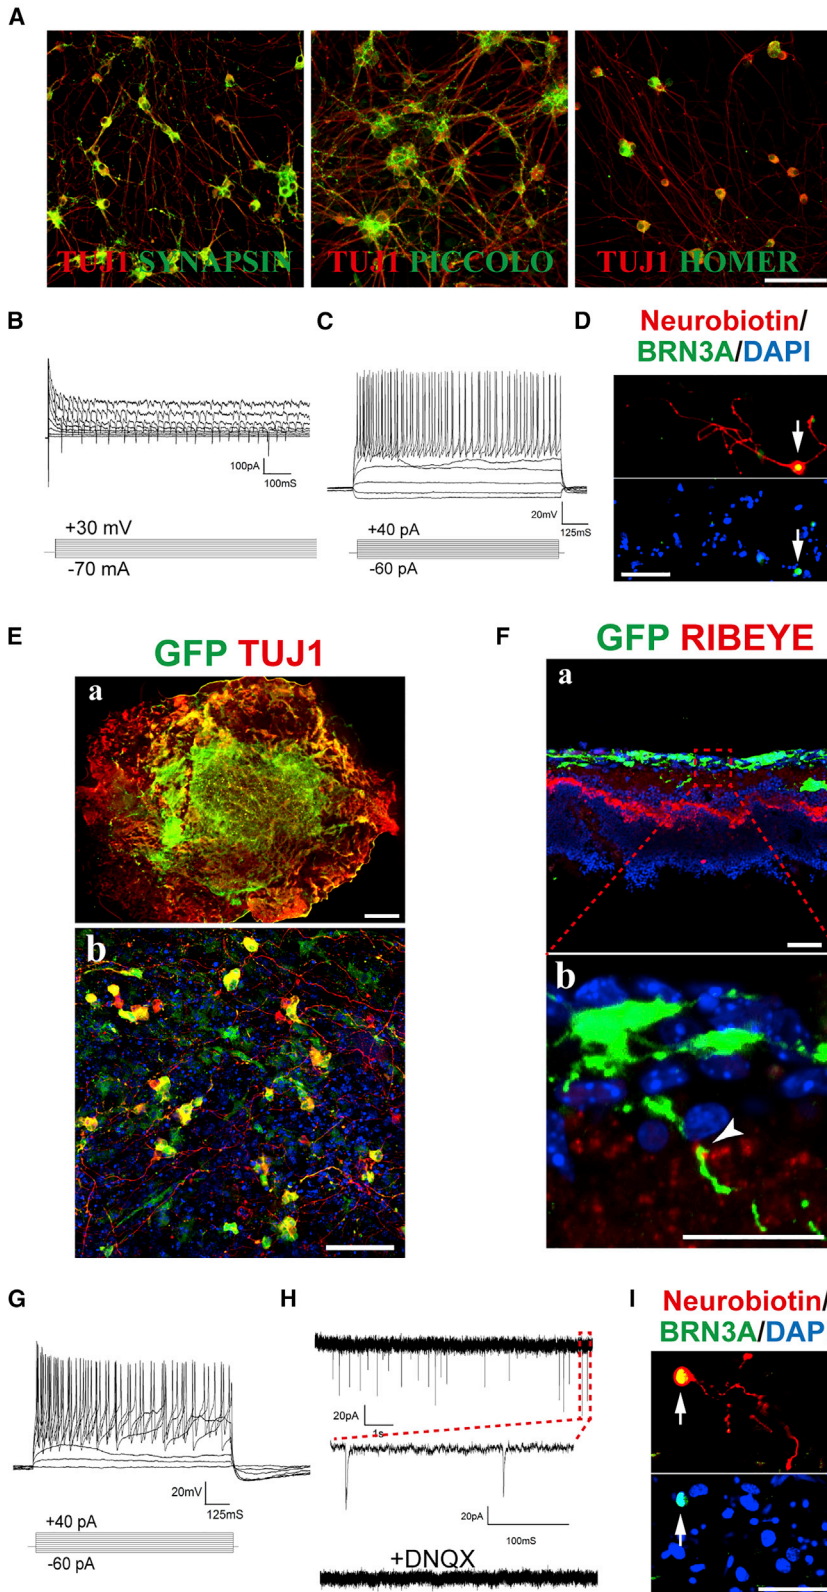 A
TUJ1 SYNAPSIN
TUJ1 PICCOLO
TUJ1 HOMER
B
100pA
100mS
+30 mV
-70 mA
C
20mV
125mS
+40 pA
-60 pA
D
Neurobiotin/
BRN3A/DAPI
E
GFP TUJ1
a
b
F
GFP RIBEYE
a
b
G
20mV
125mS
+40 pA
-60 pA
H
20pA
1s
20pA
100mS
+DNQX
I
Neurobiotin/
BRN3A/DAP